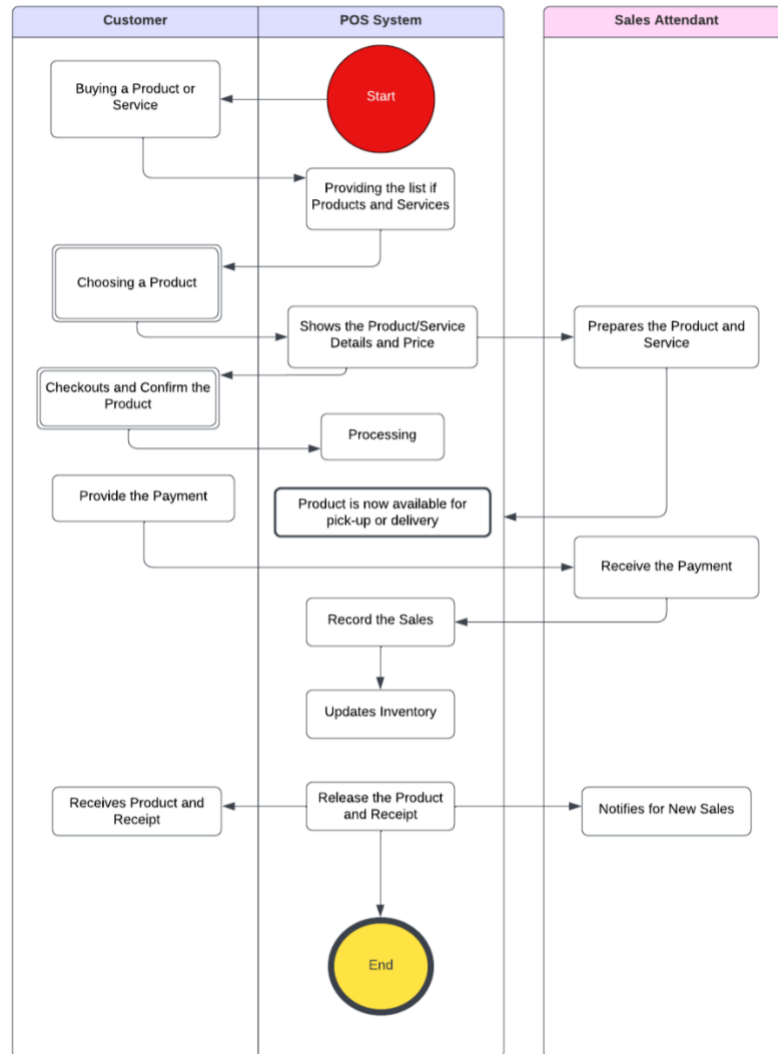 Customer
POS System
Sales Attendant
Buying a Product or
Service
Start
Providing the list if
Products and Services
Choosing a Product
Shows the Product/Service
Details and Price
Prepares the Product and
Service
Checkouts and Confirm the
Product
Processing
Provide the Payment
Product is now available for
pick-up or delivery
Receive the Payment
Record the Sales
Updates Inventory
Receives Product and
Receipt
Release the Product
and Receipt
Notifies for New Sales
End